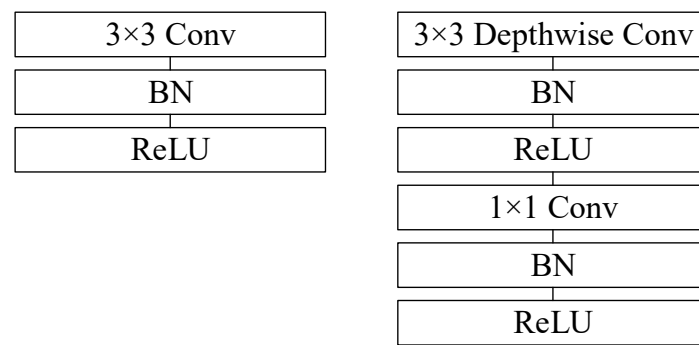 3×3 Conv
BN
ReLU
3×3 Depthwise Conv
BN
ReLU
1×1 Conv
BN
ReLU